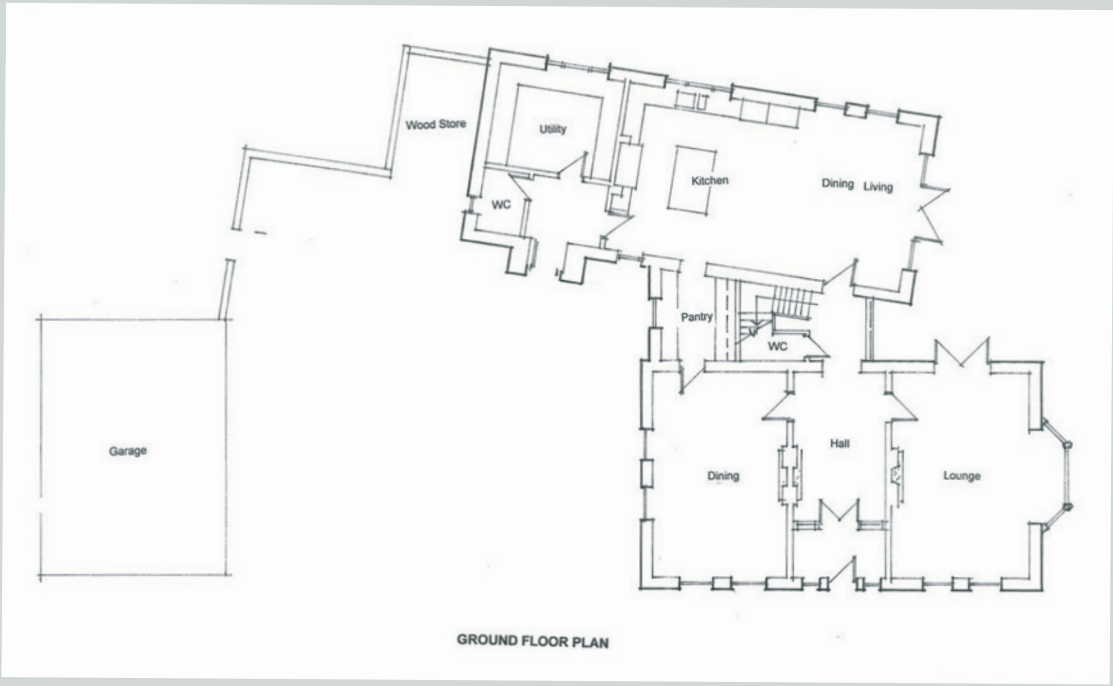 Wood Store
Utility
Kitchen
Dining Living
WC
Pantry
WC
Hall
Garage
Dining
Lounge
GROUND FLOOR PLAN